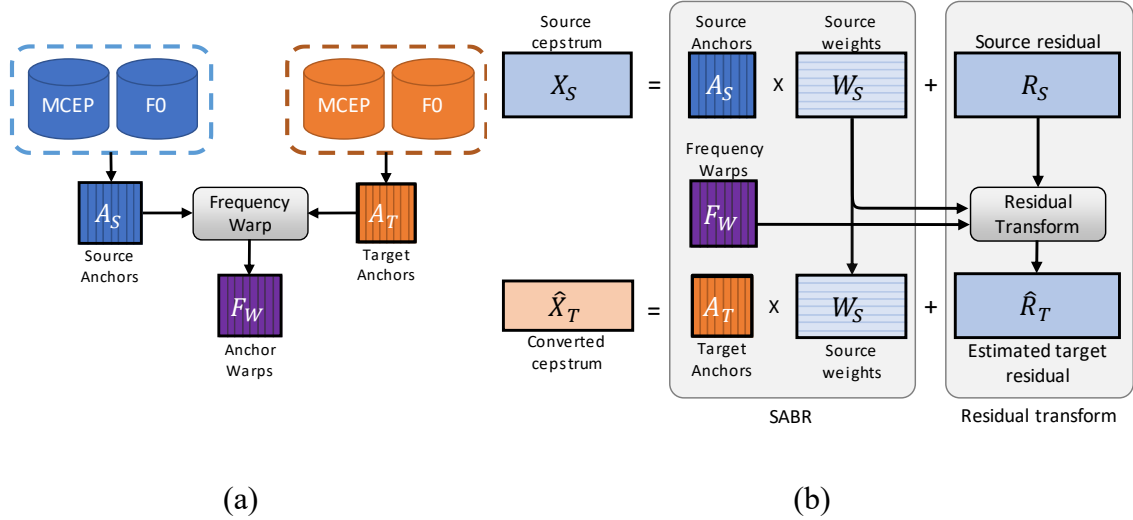 MCEP
F0
MCEP
F0
A_S
Frequency
Warp
A_T
Source
Anchors
Target
Anchors
F_W
Anchor
Warps
(a)
Source
cepstrum
Source
Anchors
Source
weights
Source residual
X_S = A_S x W_S + R_S
Frequency
Warps
F_W
Residual
Transform
X̂_T = A_T x W_S + R̂_T
Converted
cepstrum
Target
Anchors
Source
weights
Estimated target
residual
SABR
Residual transform
(b)